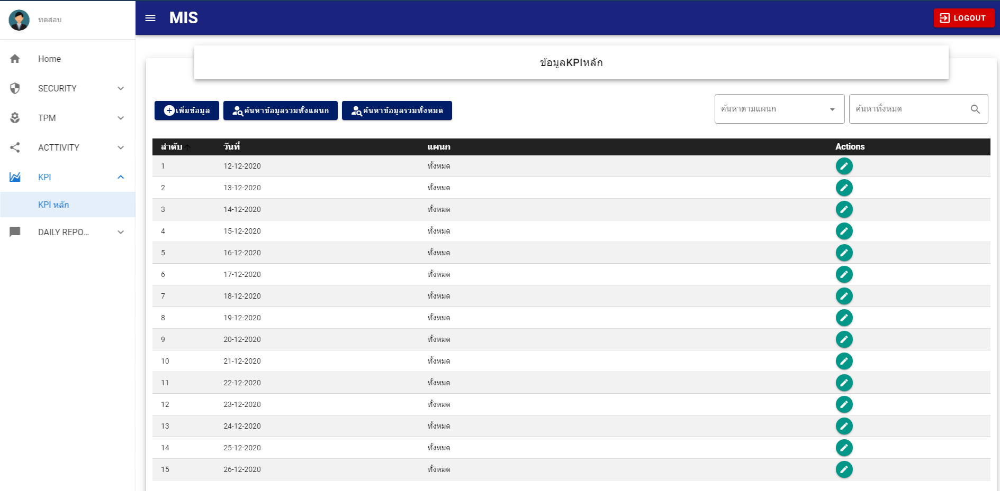 ทดสอบ
MIS
LOGOUT
Home
SECURITY
TPM
ACTTIVITY
KPI
KPI หลัก
DAILY REPO...
ข้อมูลKPIหลัก
เพิ่มข้อมูล ค้นหาข้อมูลรวมทั้งแผนก ค้นหาข้อมูลรวมทั้งหมด ค้นหาตามแผนก ค้นหาทั้งหมด
ลำดับ วันที่ แผนก Actions
1 12-12-2020 ทั้งหมด
2 13-12-2020 ทั้งหมด
3 14-12-2020 ทั้งหมด
4 15-12-2020 ทั้งหมด
5 16-12-2020 ทั้งหมด
6 17-12-2020 ทั้งหมด
7 18-12-2020 ทั้งหมด
8 19-12-2020 ทั้งหมด
9 20-12-2020 ทั้งหมด
10 21-12-2020 ทั้งหมด
11 22-12-2020 ทั้งหมด
12 23-12-2020 ทั้งหมด
13 24-12-2020 ทั้งหมด
14 25-12-2020 ทั้งหมด
15 26-12-2020 ทั้งหมด